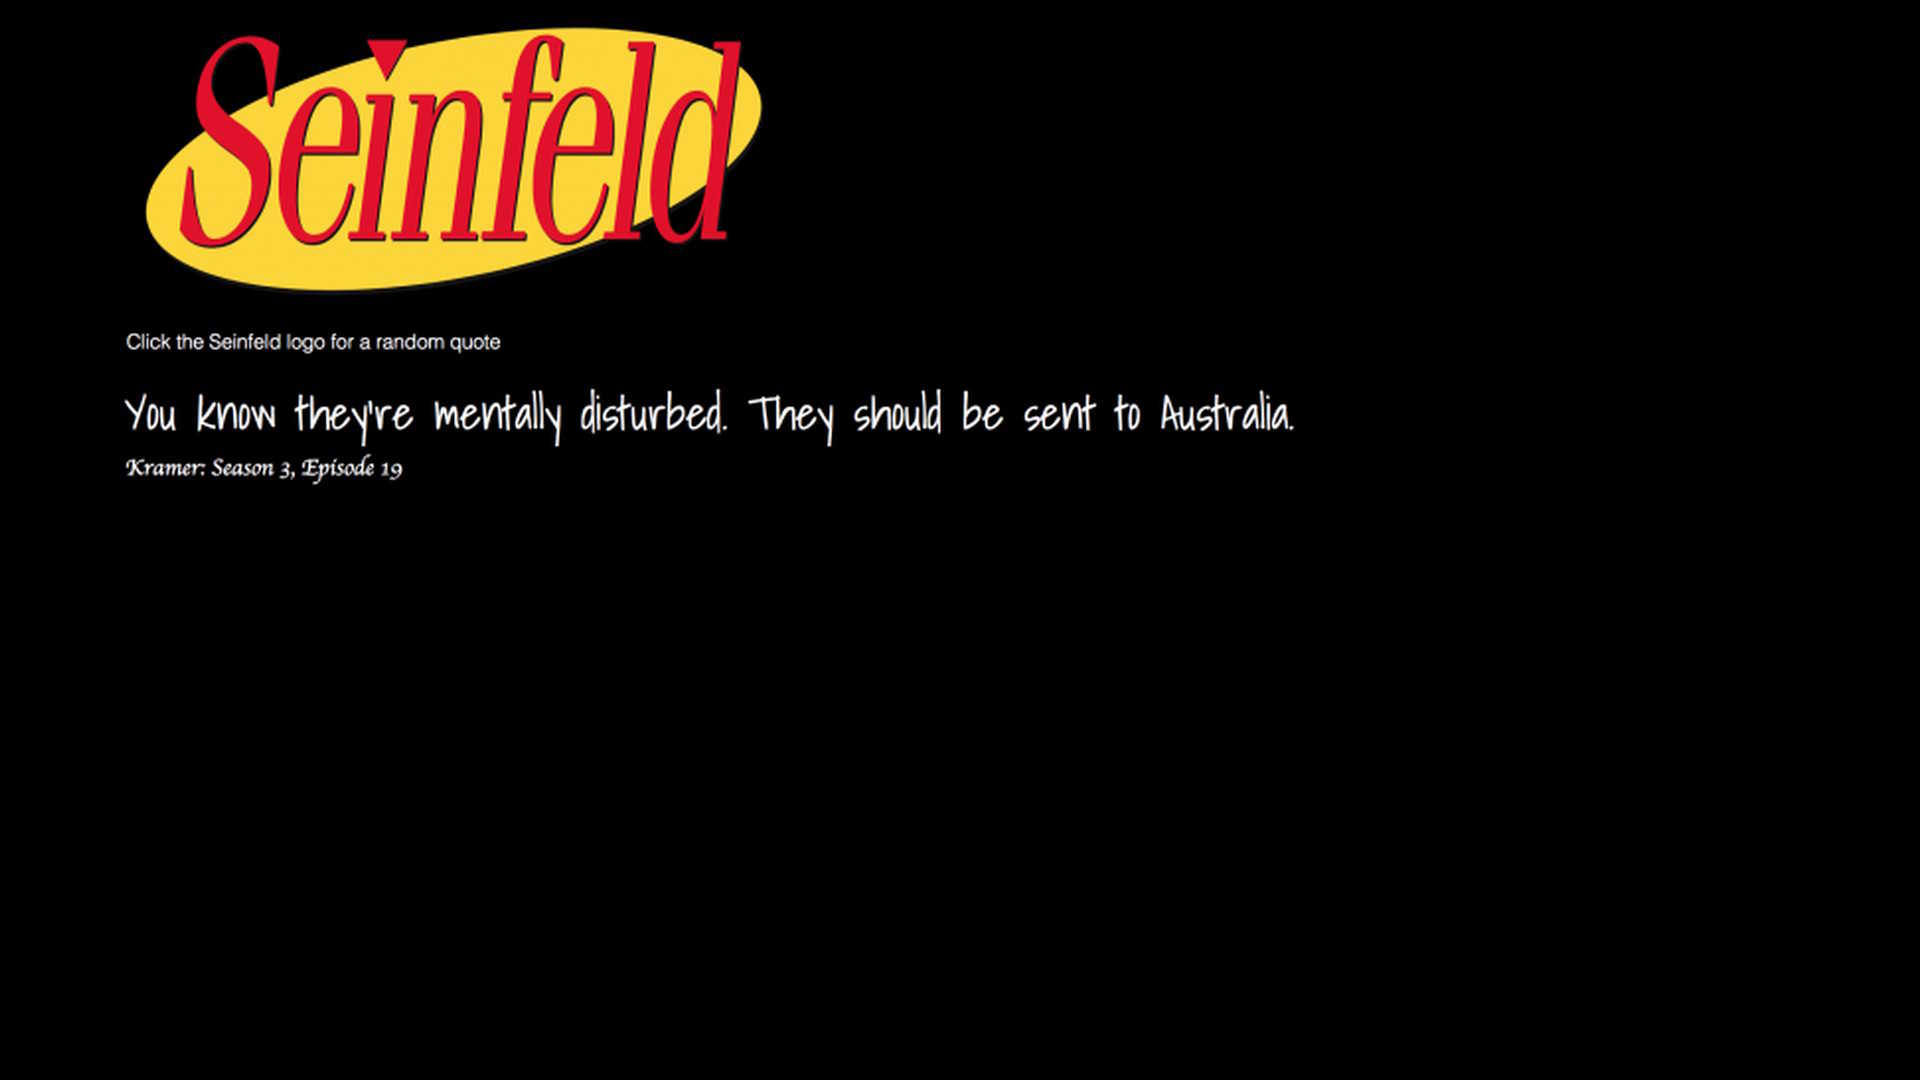 Seinfeld
Click the Seinfeld logo for a random quote
You know they're mentally disturbed. They should be sent to Australia.
Kramer: Season 3, Episode 19